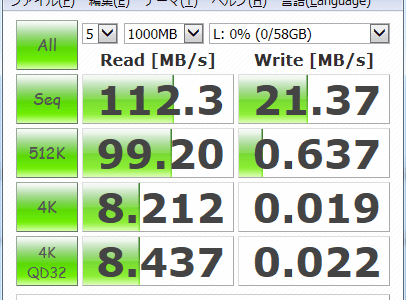 ファイル(F) 編集(E) テーマ(T) ヘルプ(H) 言語(Language)
All 5 1000MB L: 0% (0/58GB)
Read [MB/s] Write [MB/s]
Seq 112.3 21.37
512K 99.20 0.637
4K 8.212 0.019
4K QD32 8.437 0.022